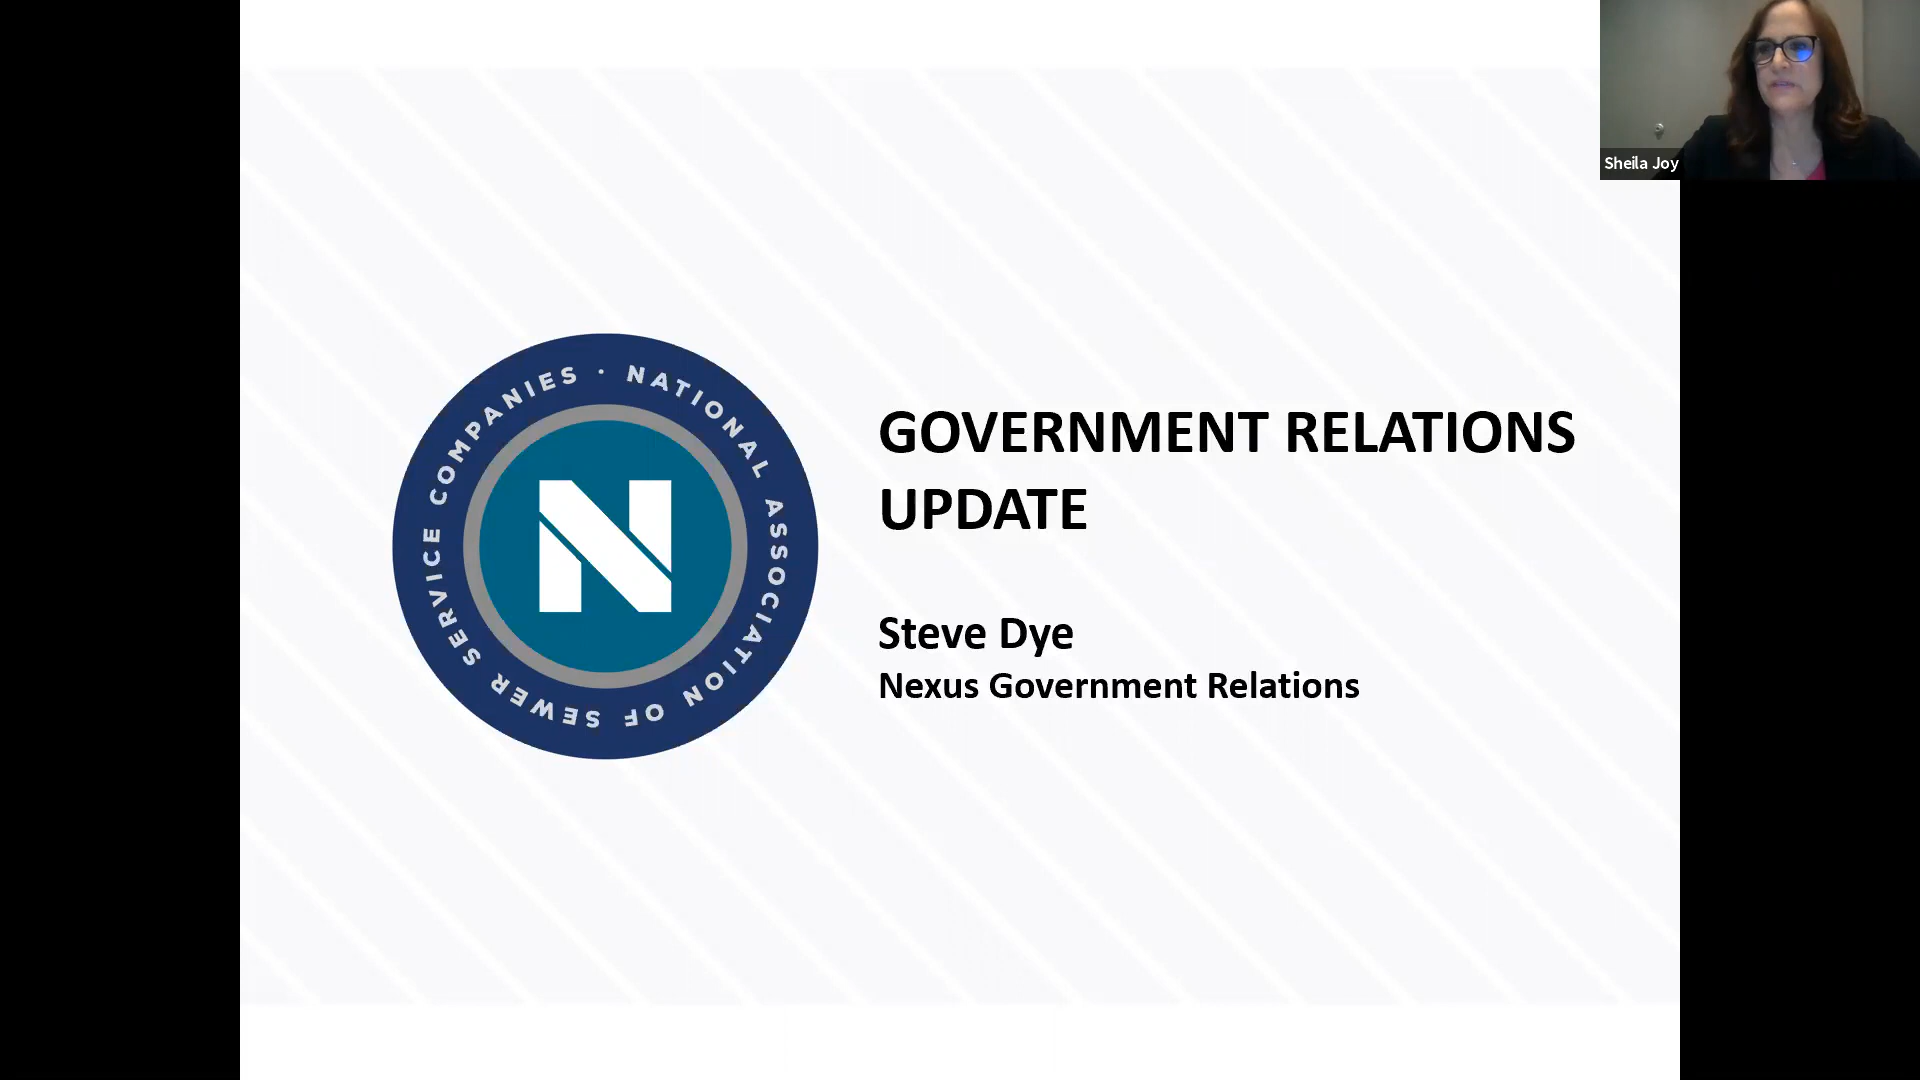 Sheila Joy
NATIONAL ASSOCIATION OF SEWER SERVICE COMPANIES ·
N
GOVERNMENT RELATIONS
UPDATE
Steve Dye
Nexus Government Relations